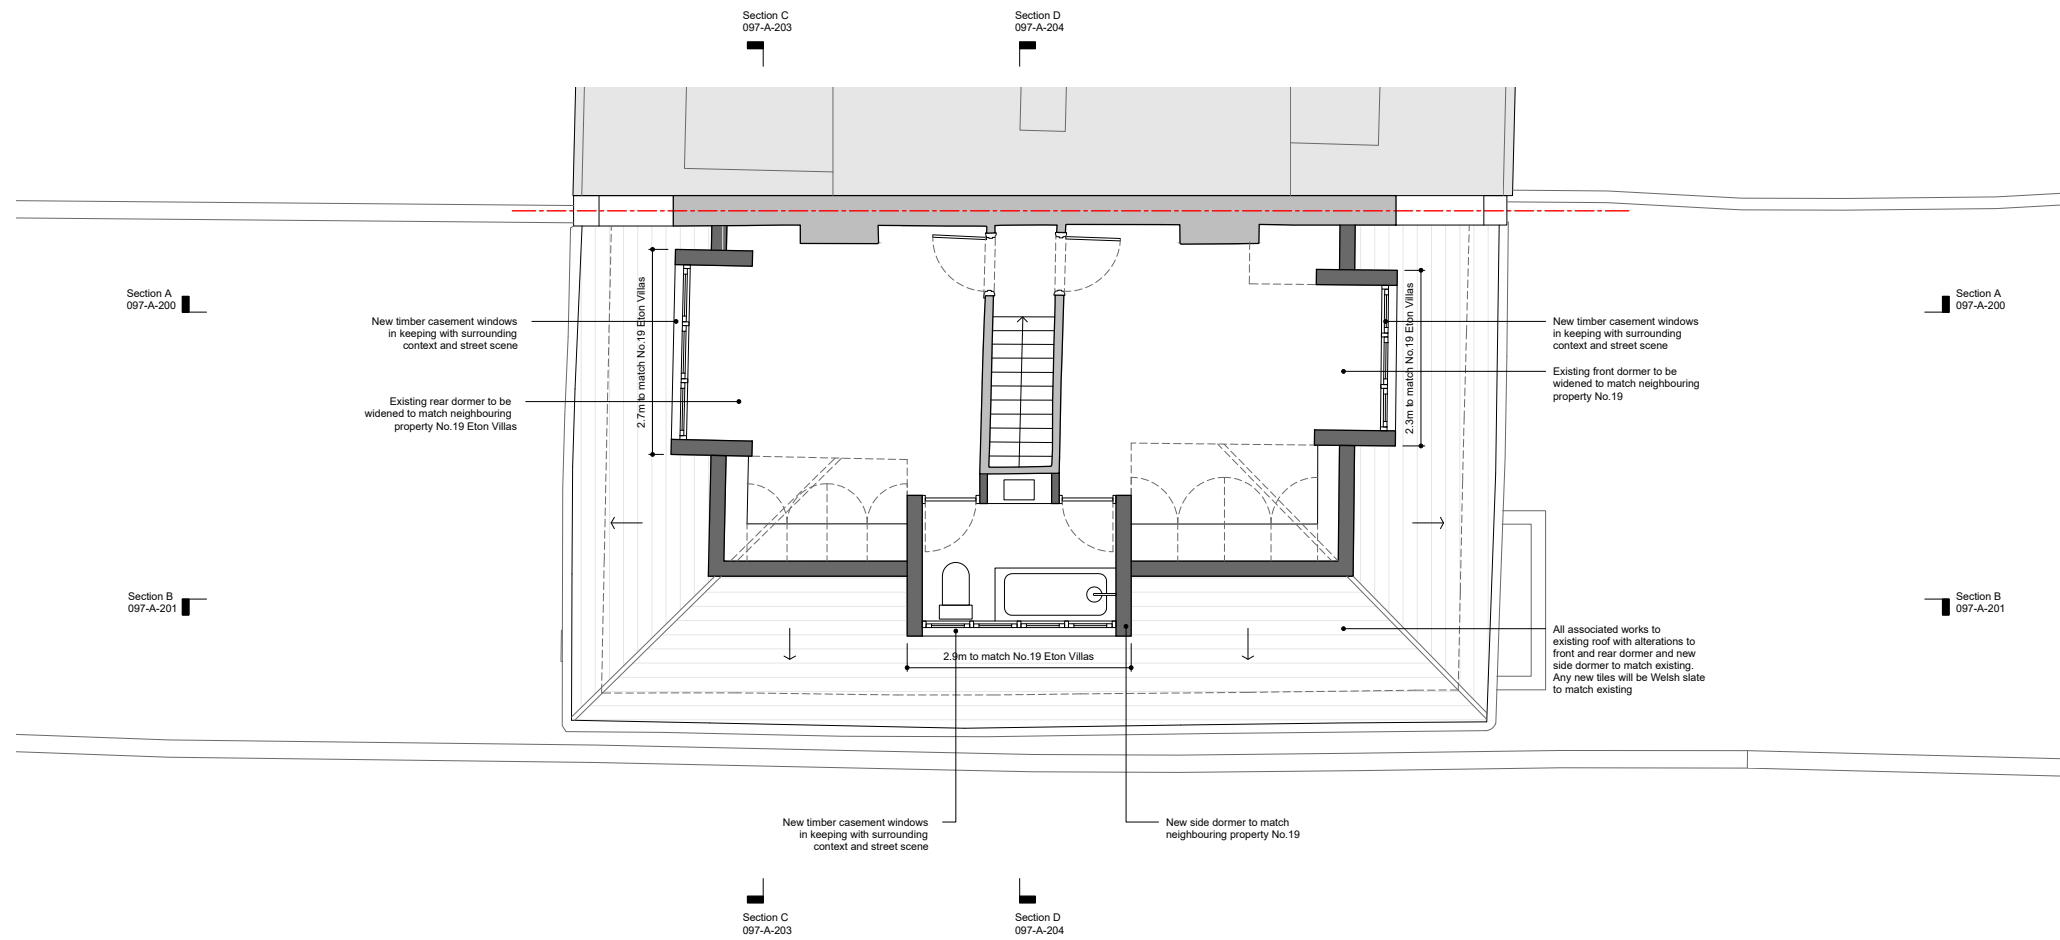 Section C
097-A-203
Section D
097-A-204
Section A
097-A-200
Section A
097-A-200
New timber casement windows
in keeping with surrounding
context and street scene
2.7m to match No.19 Eton Villas
Existing rear dormer to be
widened to match neighbouring
property No.19 Eton Villas
2.3m to match No.19 Eton Villas
New timber casement windows
in keeping with surrounding
context and street scene
Existing front dormer to be
widened to match neighbouring
property No.19
Section B
097-A-201
Section B
097-A-201
All associated works to
existing roof with alterations to
front and rear dormer and new
side dormer to match existing.
Any new tiles will be Welsh slate
to match existing
2.9m to match No.19 Eton Villas
New timber casement windows
in keeping with surrounding
context and street scene
New side dormer to match
neighbouring property No.19
Section C
097-A-203
Section D
097-A-204